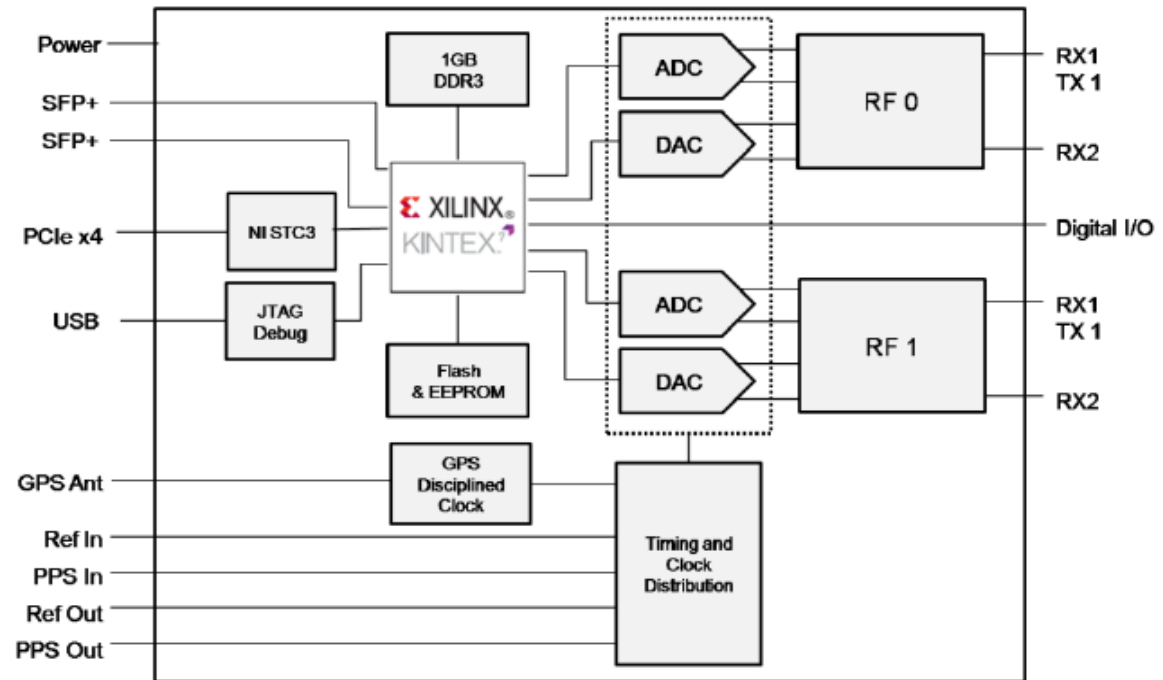 Power
SFP+
SFP+
PCIe x4
USB
GPS Ant
Ref In
PPS In
Ref Out
PPS Out
1GB
DDR3
XILINX®
KINTEX7
NI STC3
JTAG
Debug
Flash
& EEPROM
GPS
Disciplined
Clock
ADC
DAC
ADC
DAC
Timing and
Clock
Distribution
RF 0
RF 1
RX1
TX 1
RX2
Digital I/O
RX1
TX 1
RX2